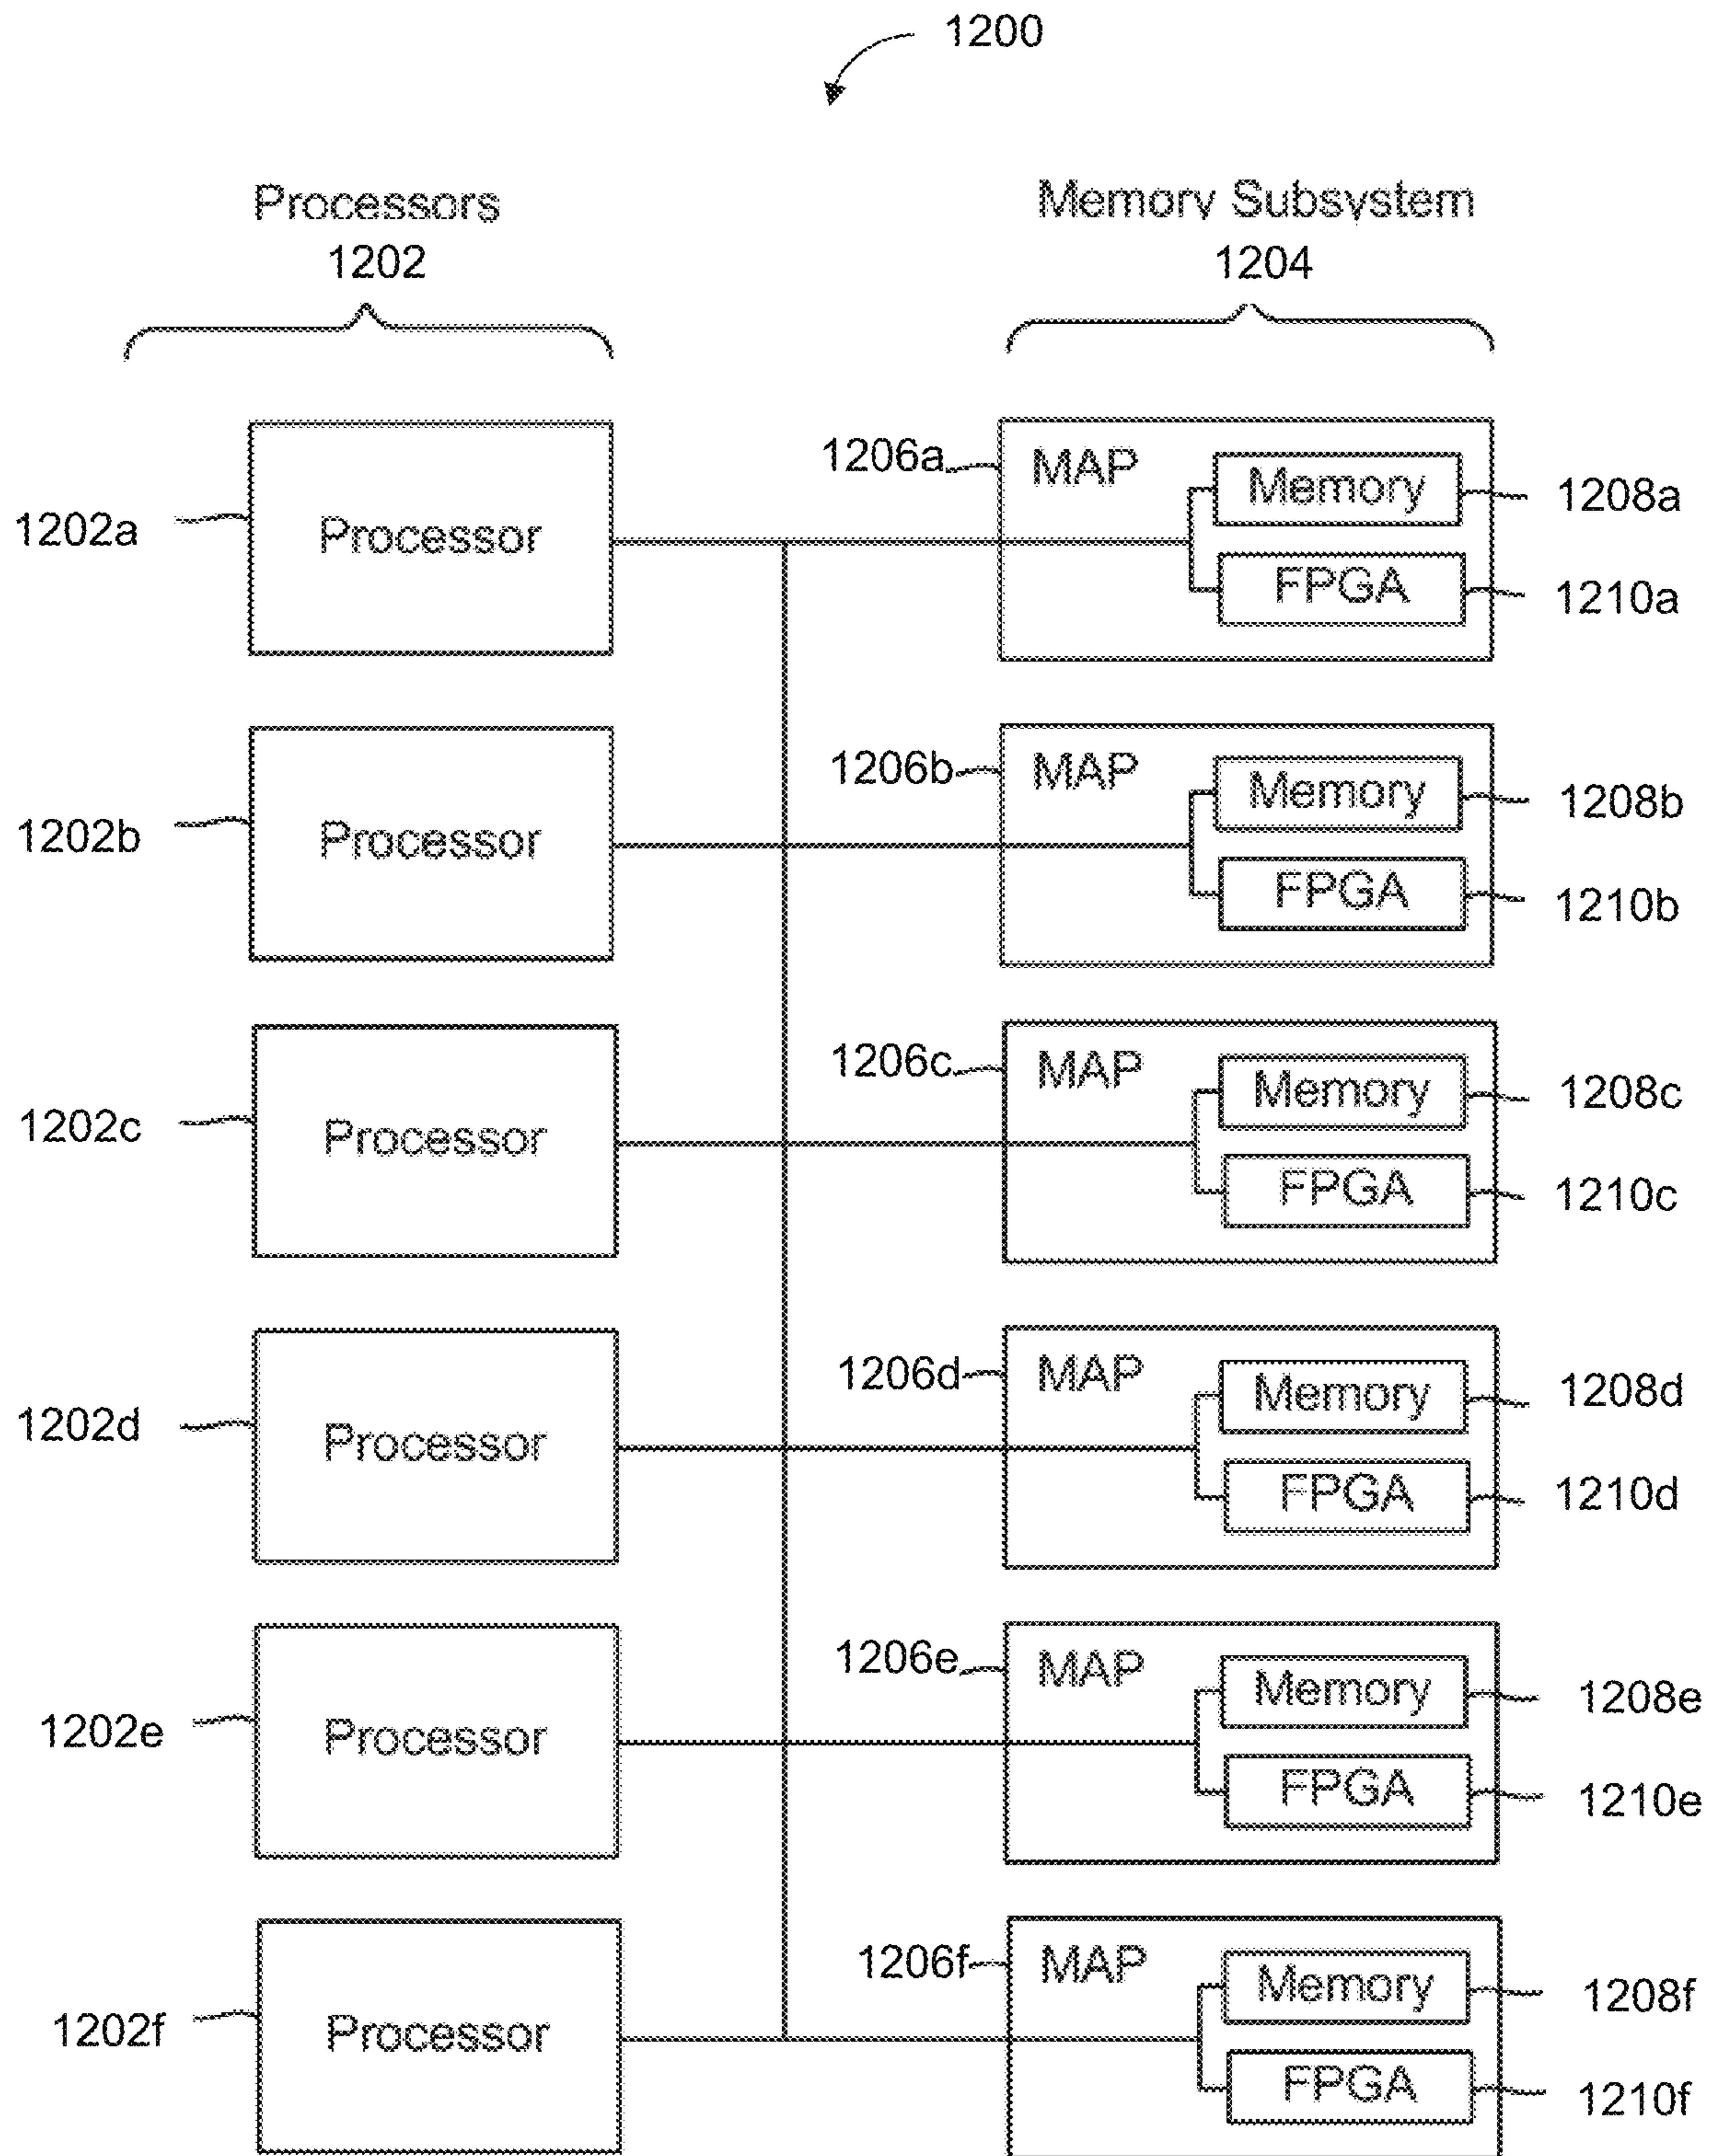 1200
Processors
1202
Memory Subsystem
1204
1202a
Processor
1206a
MAP
Memory
1208a
FPGA
1210a
1202b
Processor
1206b
MAP
Memory
1208b
FPGA
1210b
1202c
Processor
1206c
MAP
Memory
1208c
FPGA
1210c
1202d
Processor
1206d
MAP
Memory
1208d
FPGA
1210d
1202e
Processor
1206e
MAP
Memory
1208e
FPGA
1210e
1202f
Processor
1206f
MAP
Memory
1208f
FPGA
1210f